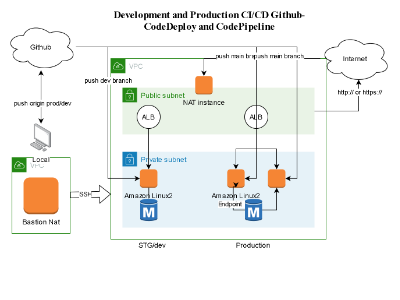 Development and Production CI/CD Github-
CodeDeploy and CodePipeline
Github
VPC
push main bra
push main branch
Internet
push dev branch
Public subnet
NAT instance
http:// or https://
push origin prod/dev
ALB
ALB
Local
VPC
Private subnet
SSH
Amazon Linux2
Amazon Linux2
Endpoint
M
M
Bastion Nat
STG/dev
Production